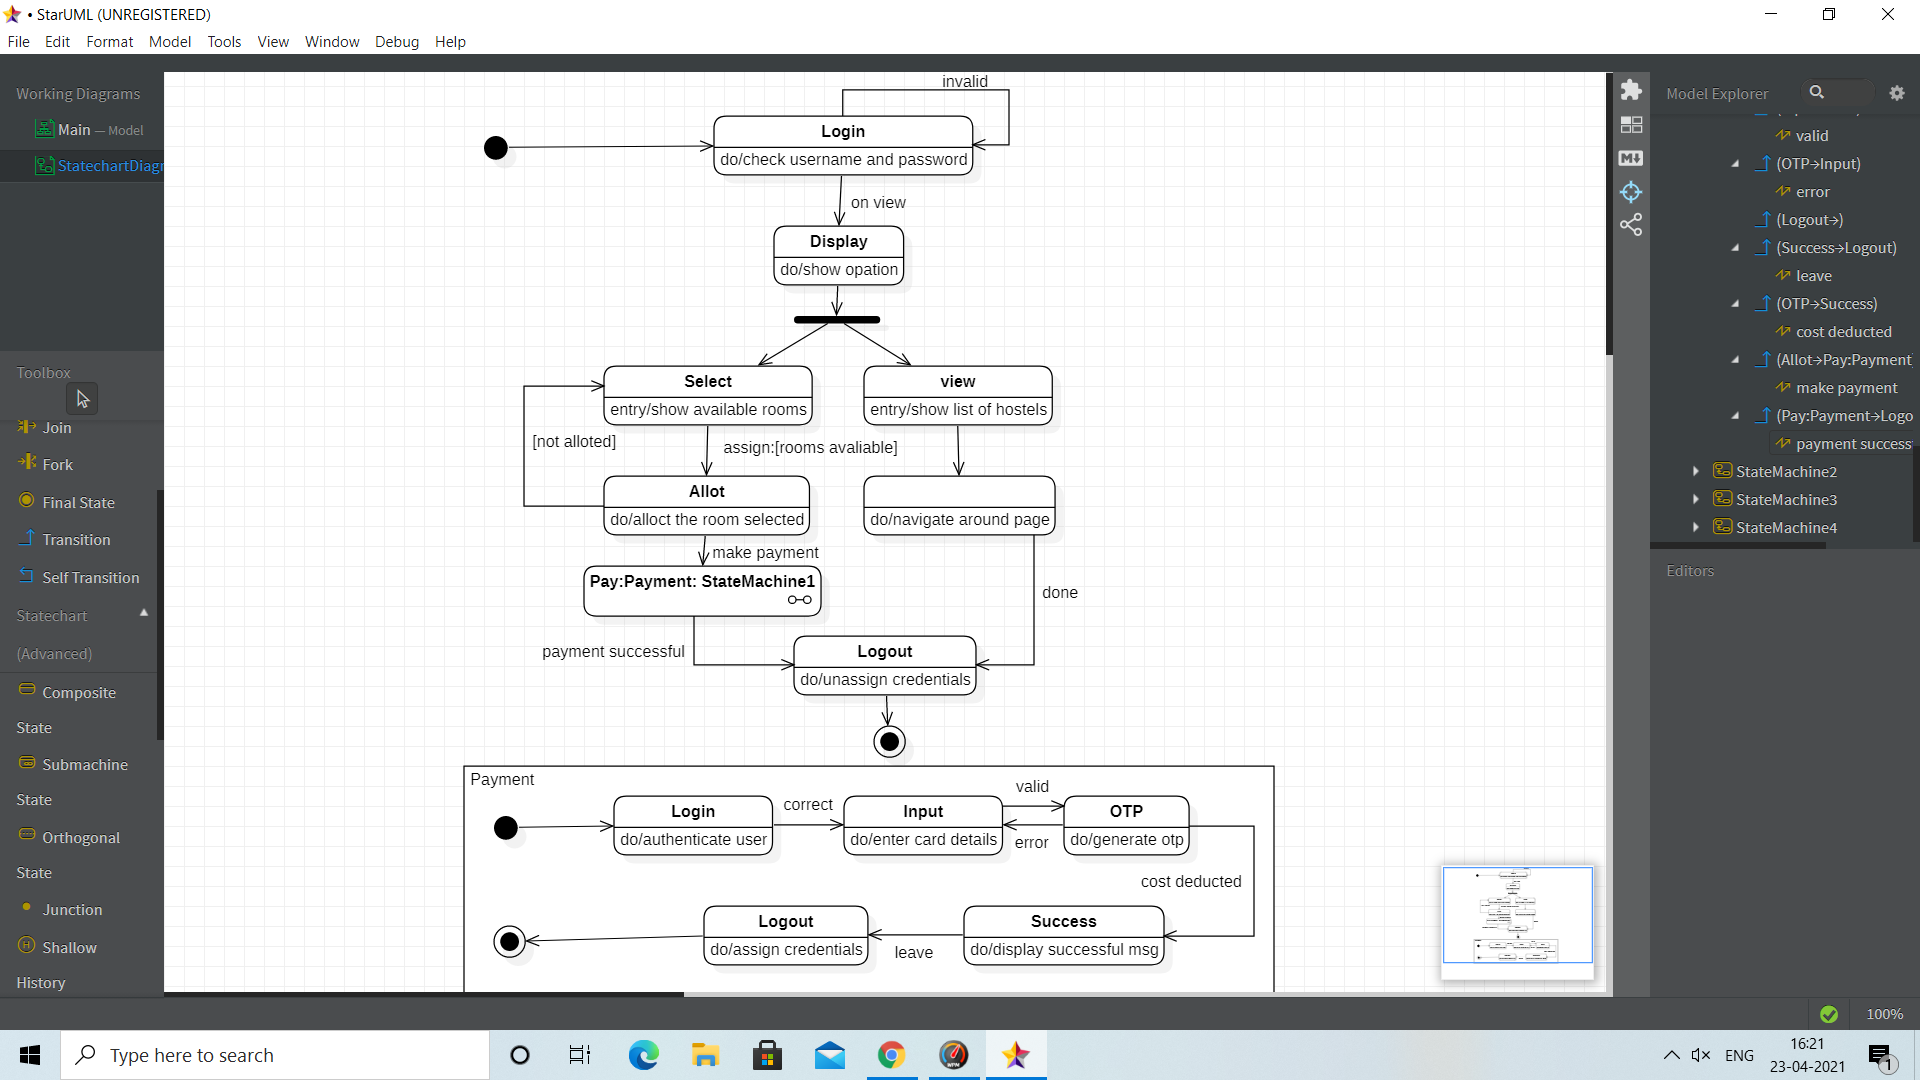 • StarUML (UNREGISTERED)
File Edit Format Model Tools View Window Debug Help
Working Diagrams
Main — Model
StatechartDiagr
Toolbox
Join
Fork
Final State
Transition
Self Transition
Statechart
(Advanced)
Composite
State
Submachine
State
Orthogonal
State
Junction
Shallow
History
invalid
Login
do/check username and password
on view
Display
do/show opation
Select
entry/show available rooms
view
entry/show list of hostels
[not alloted]
assign:[rooms avaliable]
Allot
do/alloct the room selected
do/navigate around page
make payment
Pay:Payment: StateMachine1
done
payment successful
Logout
do/unassign credentials
Payment
Login
do/authenticate user
correct
Input
do/enter card details
valid
error
OTP
do/generate otp
cost deducted
Logout
do/assign credentials
leave
Success
do/display successful msg
Model Explorer
valid
(OTP→Input)
error
(Logout→)
(Success→Logout)
leave
(OTP→Success)
cost deducted
(Allot→Pay:Payment
make payment
(Pay:Payment→Logo
payment success
StateMachine2
StateMachine3
StateMachine4
Editors
100%
Type here to search
ENG
16:21
23-04-2021
1